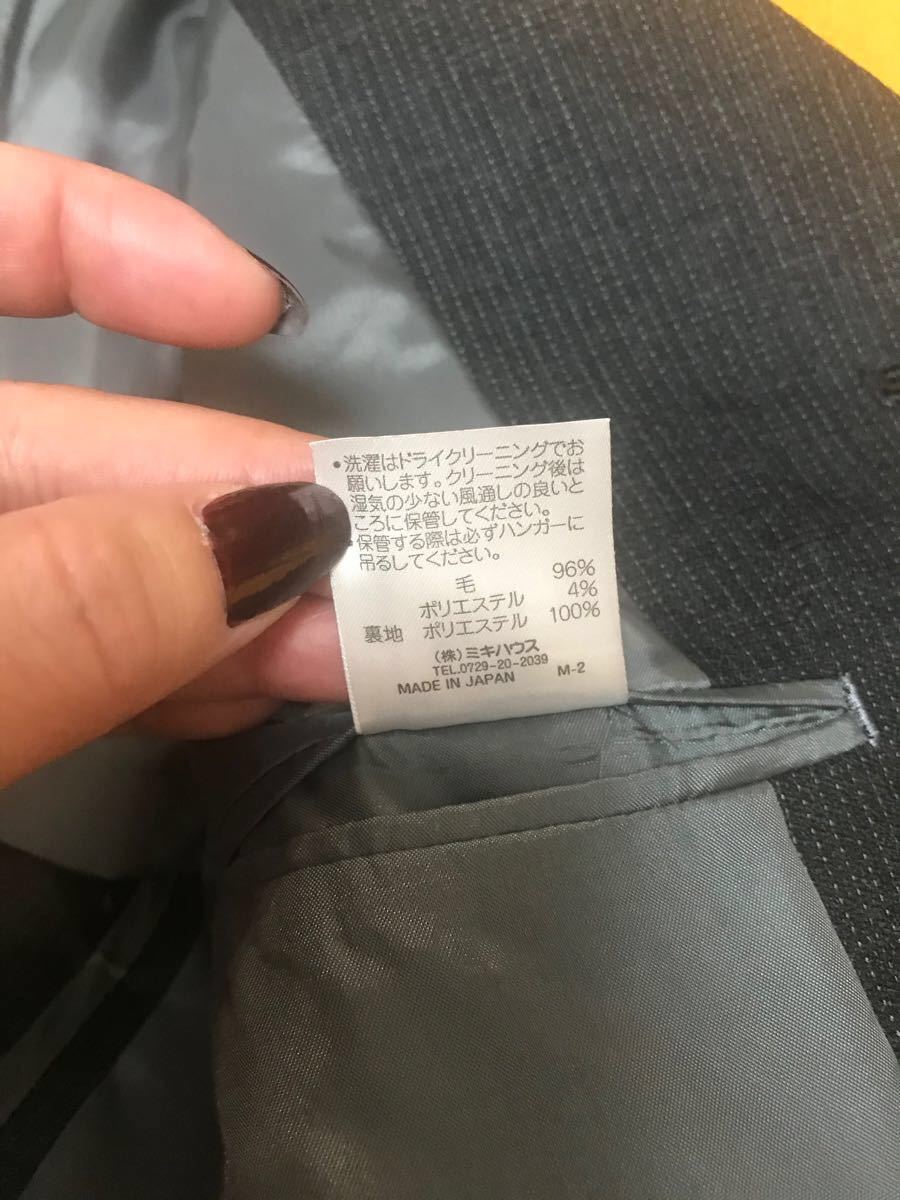 •洗濯はドライクリーニングでお
願いします。クリーニング後は
湿気の少ない風通しの良いと
ころに保管してください。
•保管する際は必ずハンガーに
吊るしてください。
毛 96%
ポリエステル 4%
裏地 ポリエステル 100%
(株)ミキハウス
TEL.0729-20-2039
MADE IN JAPAN M-2